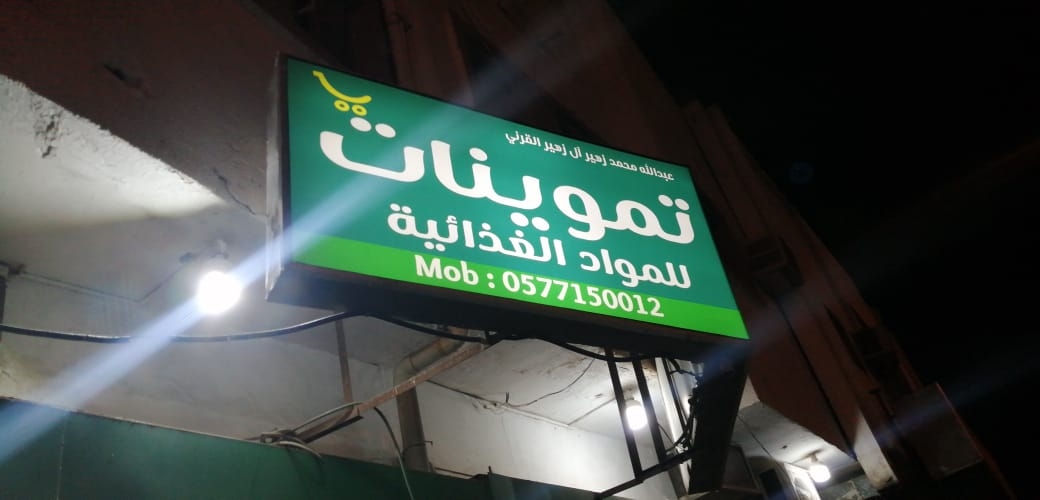 عبدالله محمد زهير آل زهير القرني
تموينات
للمواد الغذائية
Mob : 0577150012